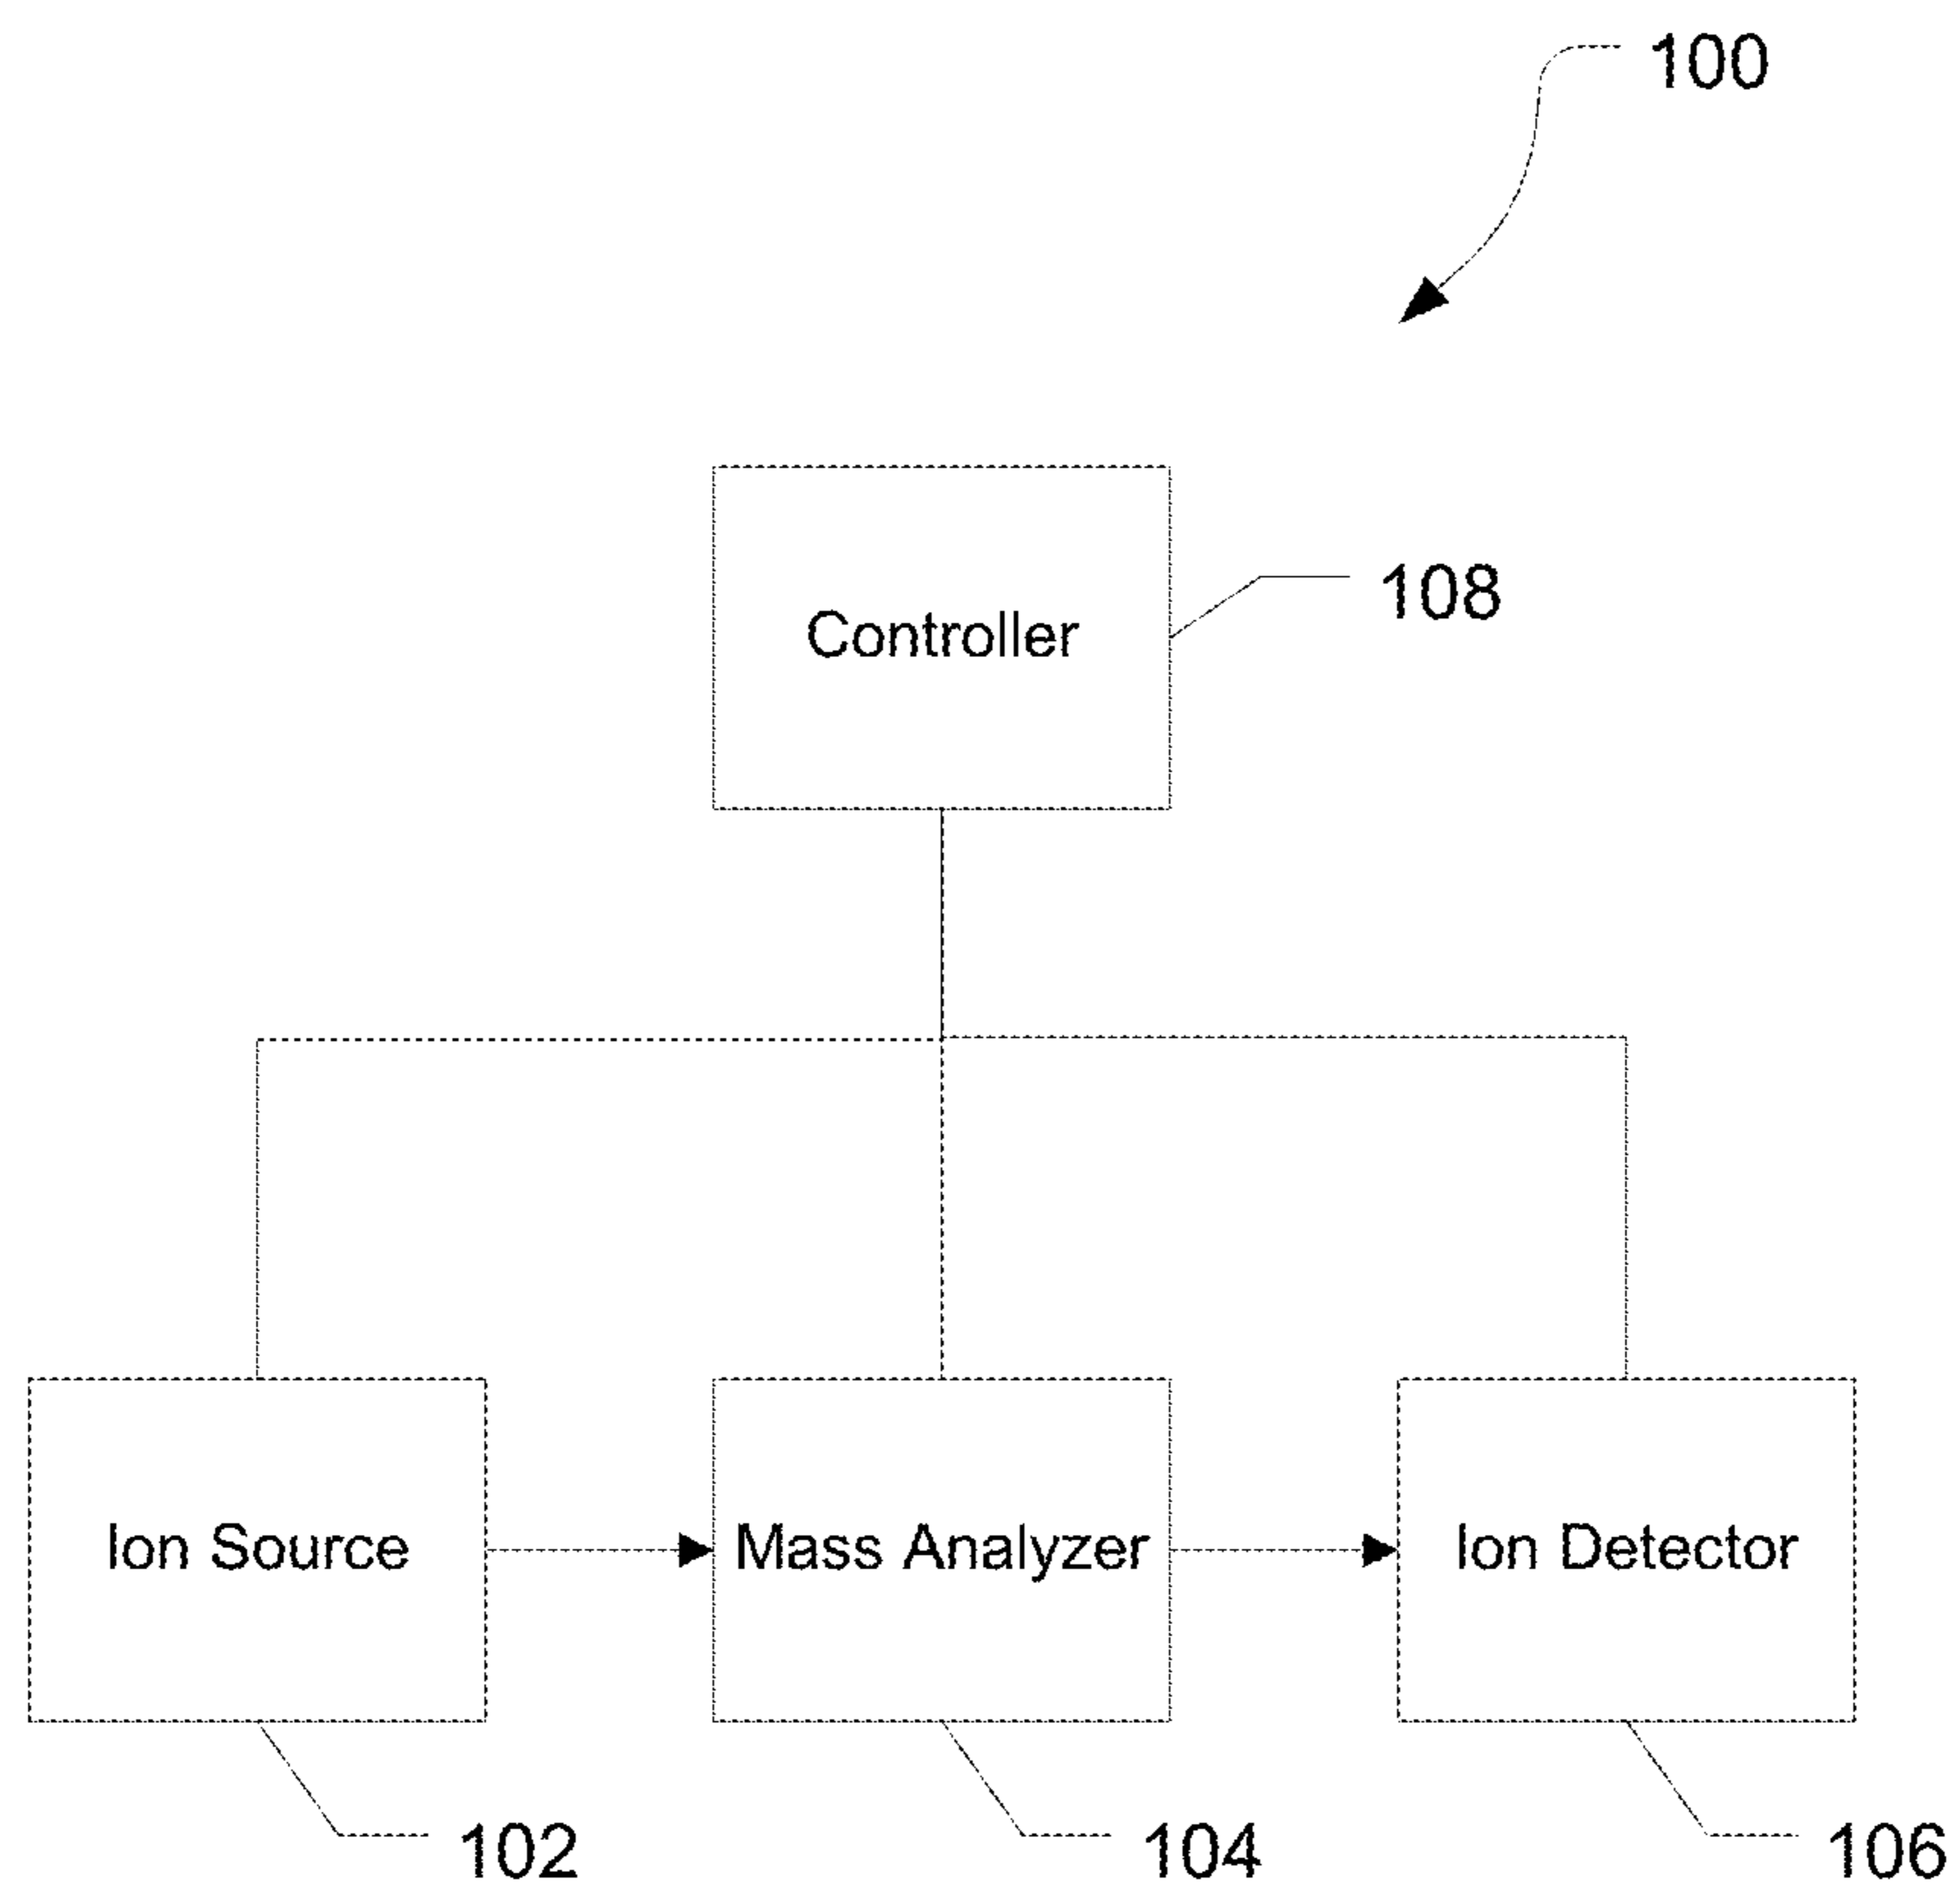 100
Controller
108
Ion Source
Mass Analyzer
Ion Detector
102
104
106